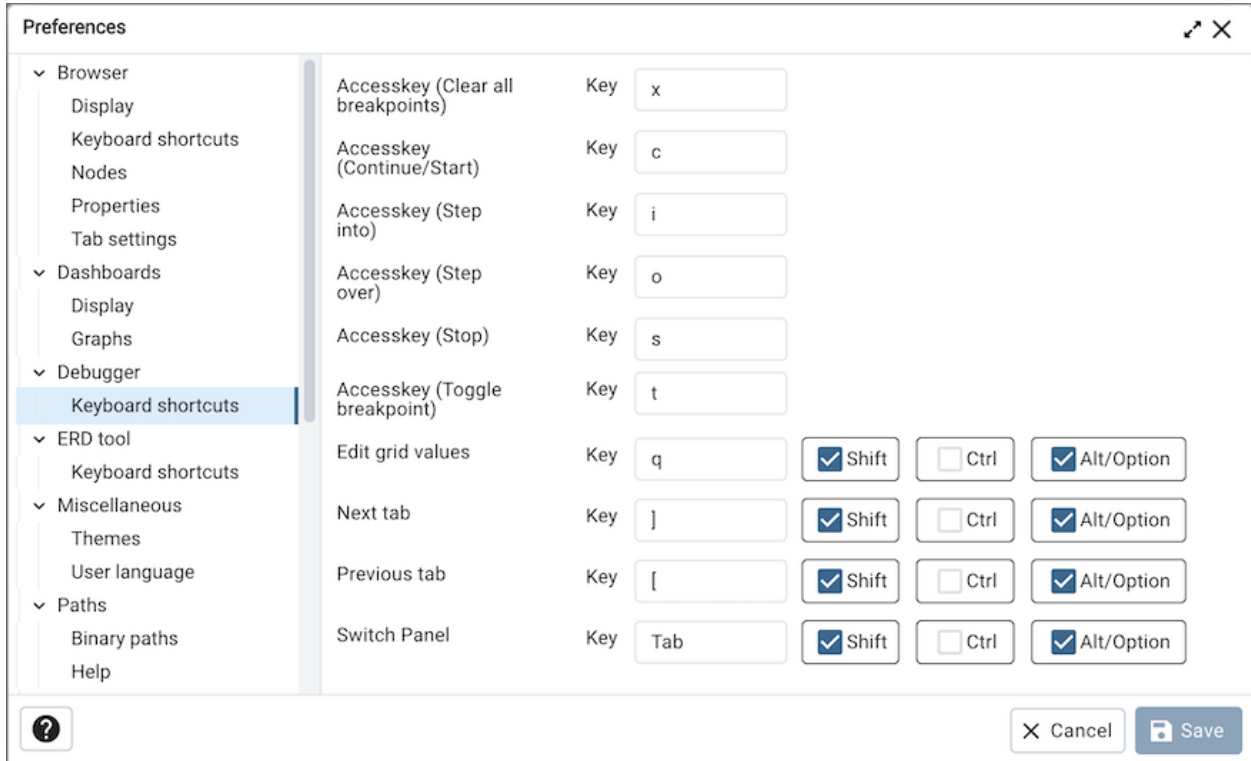 Preferences
Browser
Display
Keyboard shortcuts
Nodes
Properties
Tab settings
Dashboards
Display
Graphs
Debugger
Keyboard shortcuts
ERD tool
Keyboard shortcuts
Miscellaneous
Themes
User language
Paths
Binary paths
Help
Accesskey (Clear all
breakpoints) Key x
Accesskey
(Continue/Start) Key c
Accesskey (Step
into) Key i
Accesskey (Step
over) Key o
Accesskey (Stop) Key s
Accesskey (Toggle
breakpoint) Key t
Edit grid values Key q Shift Ctrl Alt/Option
Next tab Key ] Shift Ctrl Alt/Option
Previous tab Key [ Shift Ctrl Alt/Option
Switch Panel Key Tab Shift Ctrl Alt/Option
? Cancel Save